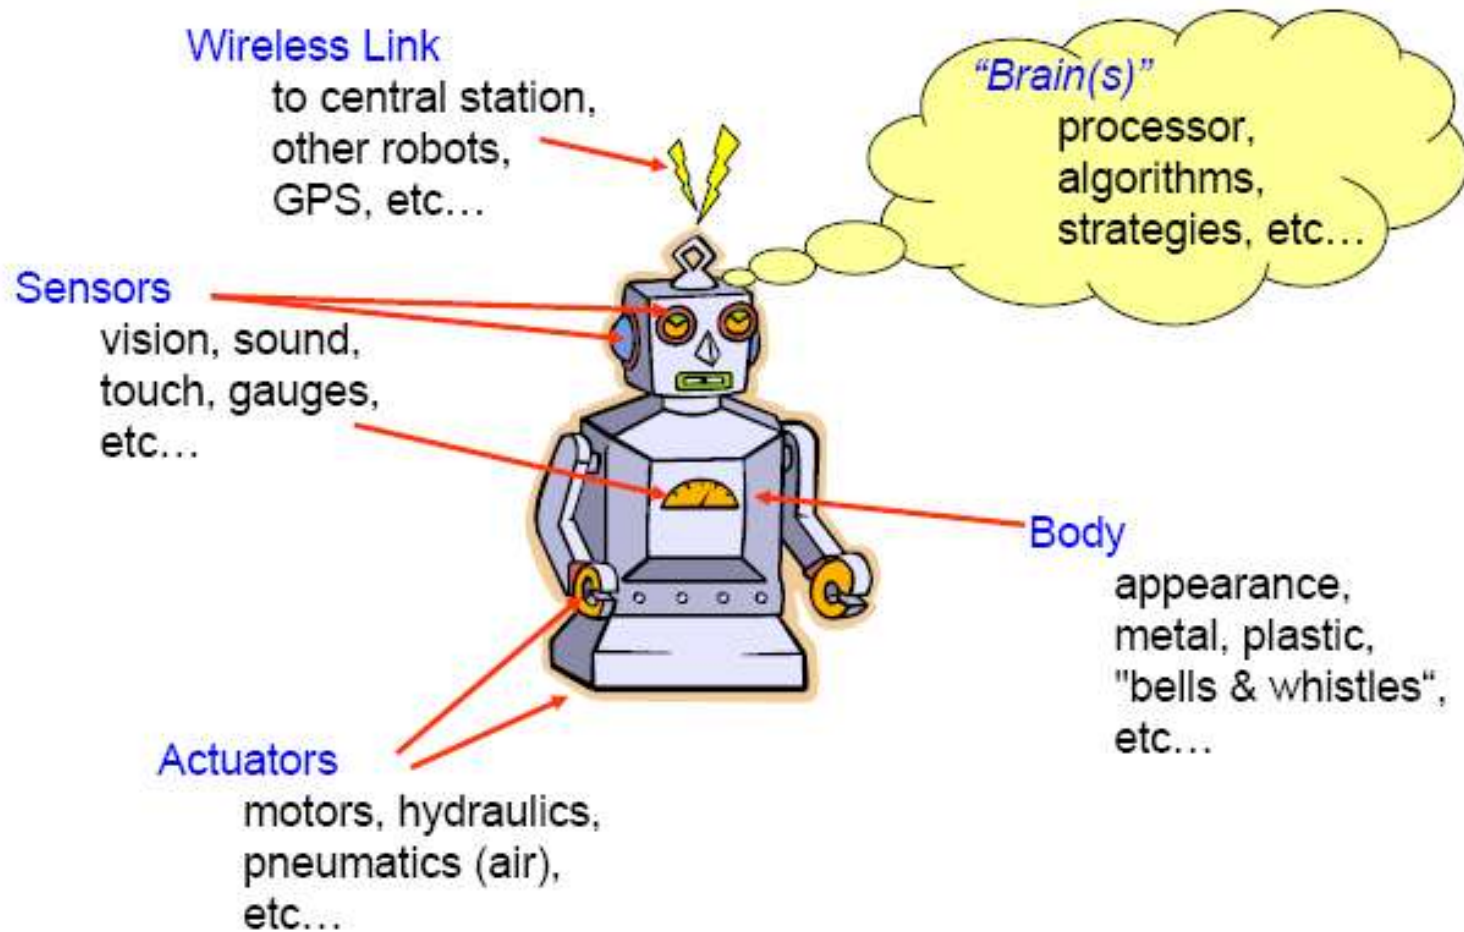 Wireless Link
to central station,
other robots,
GPS, etc…
“Brain(s)”
processor,
algorithms,
strategies, etc…
Sensors
vision, sound,
touch, gauges,
etc…
Body
appearance,
metal, plastic,
"bells & whistles“,
etc…
Actuators
motors, hydraulics,
pneumatics (air),
etc…